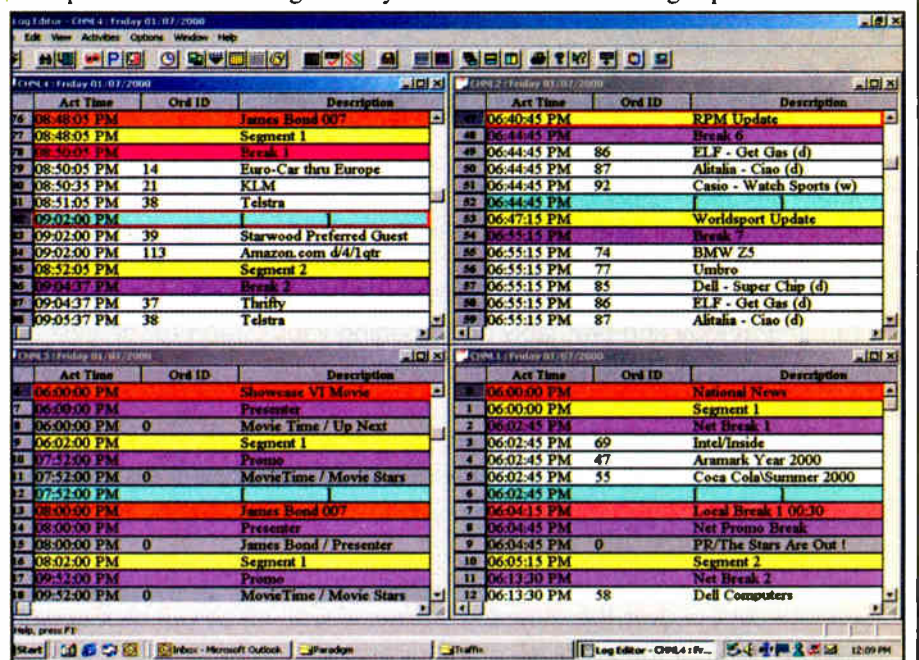 Log Editor - CHNL4 : Friday 01/07/2000
Edit View Activities Options Window Help
CHNL4 : Friday 01/07/2000
Act Time Ord ID Description
76 08:48:05 PM James Bond 007
77 08:48:05 PM Segment 1
78 08:50:05 PM Break 1
79 08:50:05 PM 14 Euro-Car thru Europe
80 08:50:35 PM 21 KLM
81 08:51:05 PM 38 Telstra
09:02:00 PM [ ]
83 09:02:00 PM 39 Starwood Preferred Guest
84 09:02:00 PM 113 Amazon.com d/4/1qtr
85 08:52:05 PM Segment 2
86 09:04:37 PM Break 2
87 09:04:37 PM 37 Thrifty
88 09:05:37 PM 38 Telstra
CHNL2 : Friday 01/07/2000
Act Time Ord ID Description
47 06:40:45 PM RPM Update
48 06:44:45 PM Break 6
49 06:44:45 PM 86 ELF - Get Gas (d)
50 06:44:45 PM 87 Alitalia - Ciao (d)
51 06:44:45 PM 92 Casio - Watch Sports (w)
52 06:44:45 PM [ ]
53 06:47:15 PM Worldsport Update
54 06:55:15 PM Break 7
55 06:55:15 PM 74 BMW Z5
56 06:55:15 PM 77 Umbro
57 06:55:15 PM 85 Dell - Super Chip (d)
58 06:55:15 PM 86 ELF - Get Gas (d)
59 06:55:15 PM 87 Alitalia - Ciao (d)
CHNL3 : Friday 01/07/2000
Act Time Ord ID Description
6 06:00:00 PM Showcase VI Movie
7 06:00:00 PM Presenter
8 06:00:00 PM 0 Movie Time / Up Next
9 06:02:00 PM Segment 1
10 07:52:00 PM Promo
11 07:52:00 PM 0 MovieTime / Movie Stars
12 07:52:00 PM [ ]
13 08:00:00 PM James Bond 007
14 08:00:00 PM Presenter
15 08:00:00 PM 0 James Bond / Presenter
16 08:02:00 PM Segment 1
17 09:52:00 PM Promo
18 09:52:00 PM 0 MovieTime / Movie Stars
CHNL1 : Friday 01/07/2000
Act Time Ord ID Description
0 06:00:00 PM National News
1 06:00:00 PM Segment 1
2 06:02:45 PM Net Break 1
3 06:02:45 PM 69 Intel/Inside
4 06:02:45 PM 47 Aramark Year 2000
5 06:02:45 PM 55 Coca Cola\Summer 2000
6 06:02:45 PM [ ]
7 06:04:15 PM Local Break 1 00:30
8 06:04:45 PM Net Promo Break
9 06:04:45 PM 0 PR/The Stars Are Out !
10 06:05:15 PM Segment 2
11 06:13:30 PM Net Break 2
12 06:13:30 PM 58 Dell Computers
Help, press F1
Start Inbox - Microsoft Outlook Paradigm Traffic Log Editor - CHNL4 : Fr... 12:09 PM